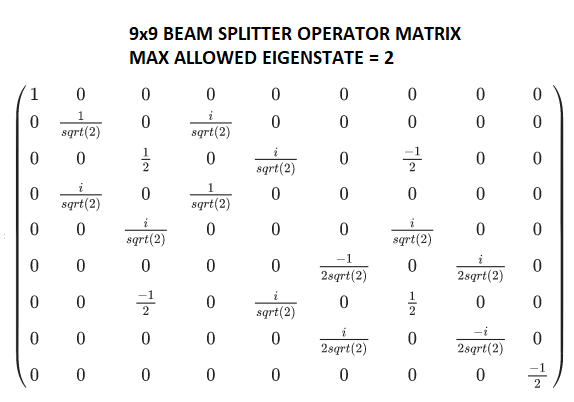 9x9 BEAM SPLITTER OPERATOR MATRIX
MAX ALLOWED EIGENSTATE = 2
1 0 0 0 0 0 0 0 0
0 1/sqrt(2) 0 i/sqrt(2) 0 0 0 0 0
0 0 1/2 0 i/sqrt(2) 0 -1/2 0 0
0 i/sqrt(2) 0 1/sqrt(2) 0 0 0 0 0
0 0 i/sqrt(2) 0 0 0 i/sqrt(2) 0 0
0 0 0 0 0 -1/2sqrt(2) 0 i/2sqrt(2) 0
0 0 -1/2 0 i/sqrt(2) 0 1/2 0 0
0 0 0 0 0 i/2sqrt(2) 0 -i/2sqrt(2) 0
0 0 0 0 0 0 0 0 -1/2